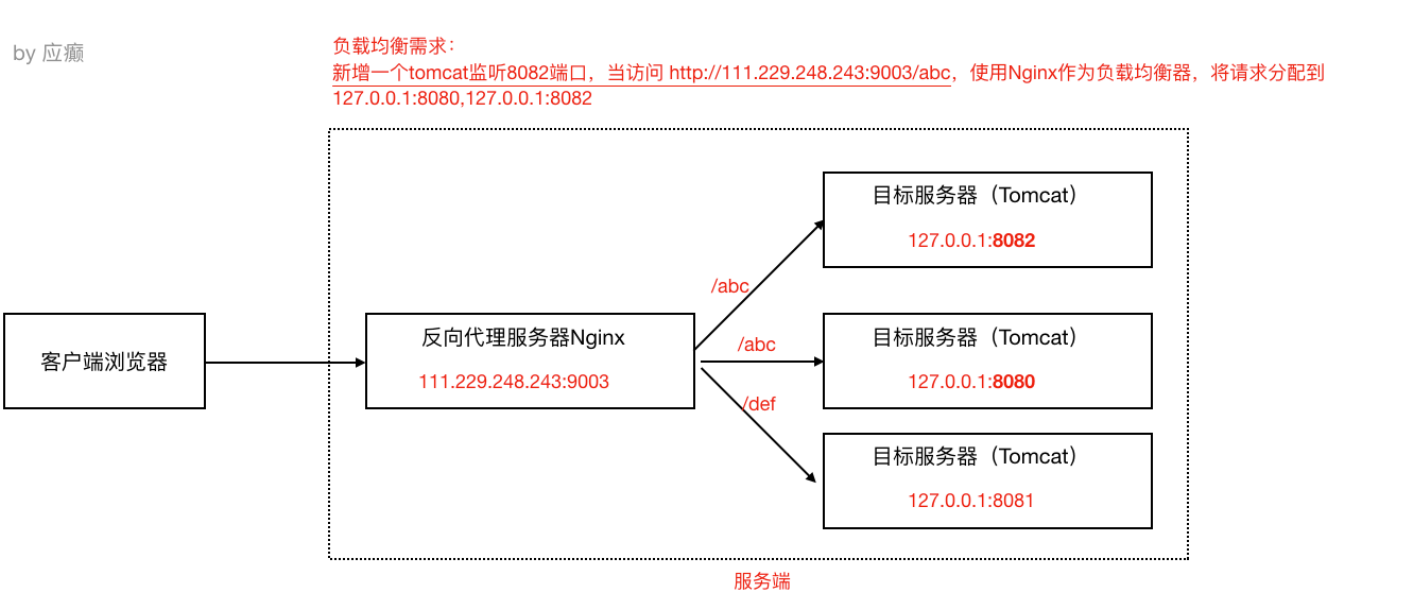 by 应癫
负载均衡需求：
新增一个tomcat监听8082端口，当访问 http://111.229.248.243:9003/abc，使用Nginx作为负载均衡器，将请求分配到
127.0.0.1:8080,127.0.0.1:8082
目标服务器（Tomcat）
127.0.0.1:8082
/abc
客户端浏览器
反向代理服务器Nginx
111.229.248.243:9003
/abc
目标服务器（Tomcat）
127.0.0.1:8080
/def
目标服务器（Tomcat）
127.0.0.1:8081
服务端